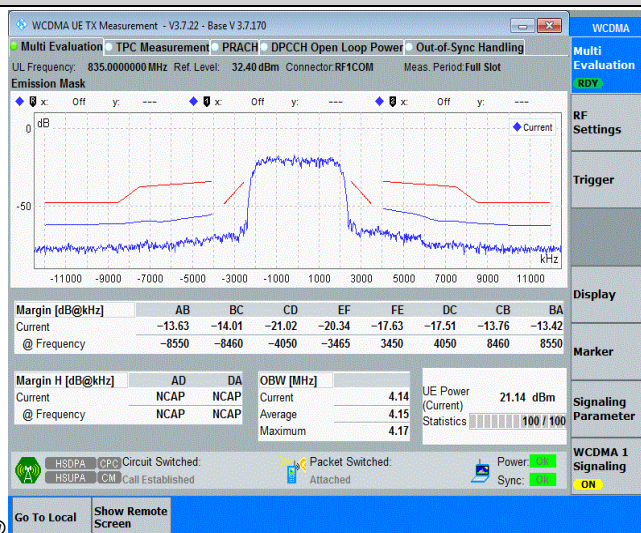 WCDMA UE TX Measurement - V3.7.22 - Base V 3.7.170
WCDMA
Multi Evaluation TPC Measurement PRACH DPCCH Open Loop Power Out-of-Sync Handling
UL Frequency: 835.0000000 MHz Ref. Level: 32.40 dBm Connector:RF1COM Meas. Period:Full Slot
Emission Mask
x: Off y: --- x: Off y: --- x: Off y: ---
dB
Current
0
-50
kHz
-11000 -9000 -7000 -5000 -3000 -1000 1000 3000 5000 7000 9000 11000
Margin [dB@kHz] AB BC CD EF FE DC CB BA
Current -13.63 -14.01 -21.02 -20.34 -17.63 -17.51 -13.76 -13.42
@ Frequency -8550 -8460 -4050 -3465 3450 4050 8460 8550
Margin H [dB@kHz] AD DA
Current NCAP NCAP
@ Frequency NCAP NCAP
OBW [MHz]
Current 4.14
Average 4.15
Maximum 4.17
UE Power
(Current) 21.14 dBm
Statistics 100 / 100
HSDPA CPC Circuit Switched:
HSUPA CM Call Established
Packet Switched:
Attached
Power: OK
Sync: OK
Multi
Evaluation
RDY
RF
Settings
Trigger
Display
Marker
Signaling
Parameter
WCDMA 1
Signaling
ON
Go To Local
Show Remote
Screen